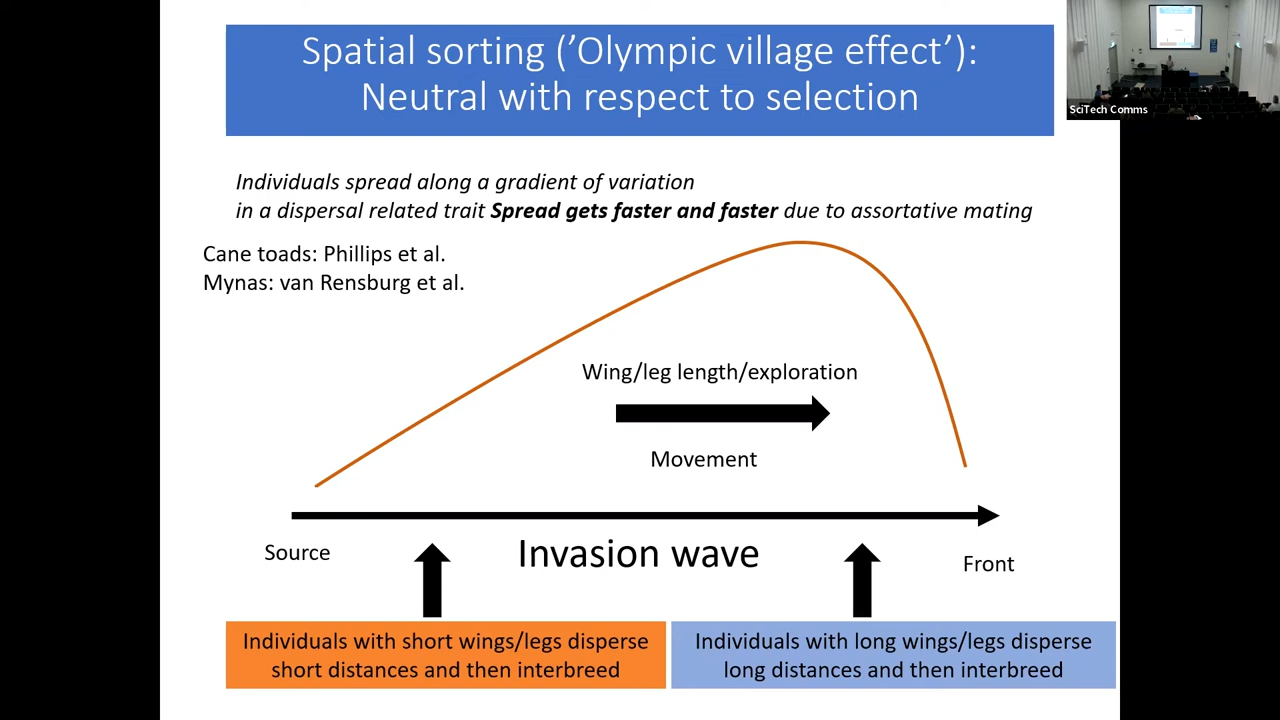 Spatial sorting (’Olympic village effect’):
Neutral with respect to selection
SciTech Comms
Individuals spread along a gradient of variation
in a dispersal related trait Spread gets faster and faster due to assortative mating
Cane toads: Phillips et al.
Mynas: van Rensburg et al.
Wing/leg length/exploration
Movement
Source
Invasion wave
Front
Individuals with short wings/legs disperse
short distances and then interbreed
Individuals with long wings/legs disperse
long distances and then interbreed